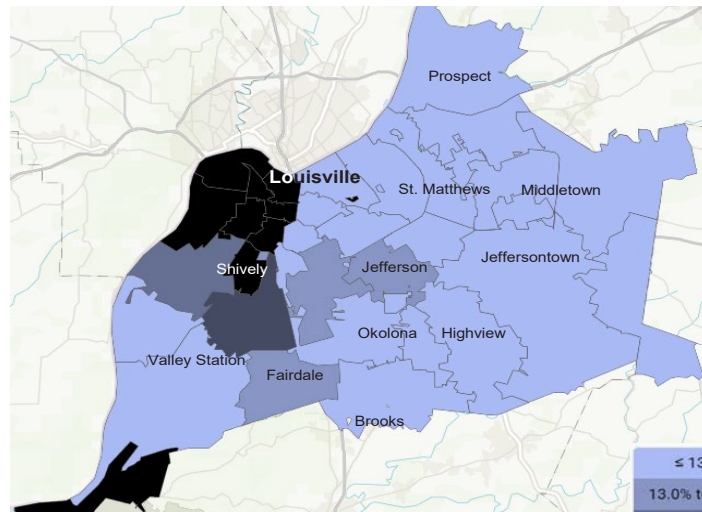 Prospect
Louisville
St. Matthews
Middletown
Jeffersontown
Shively
Jefferson
Okolona
Highview
Valley Station
Fairdale
Brooks
≤ 13
13.0% t